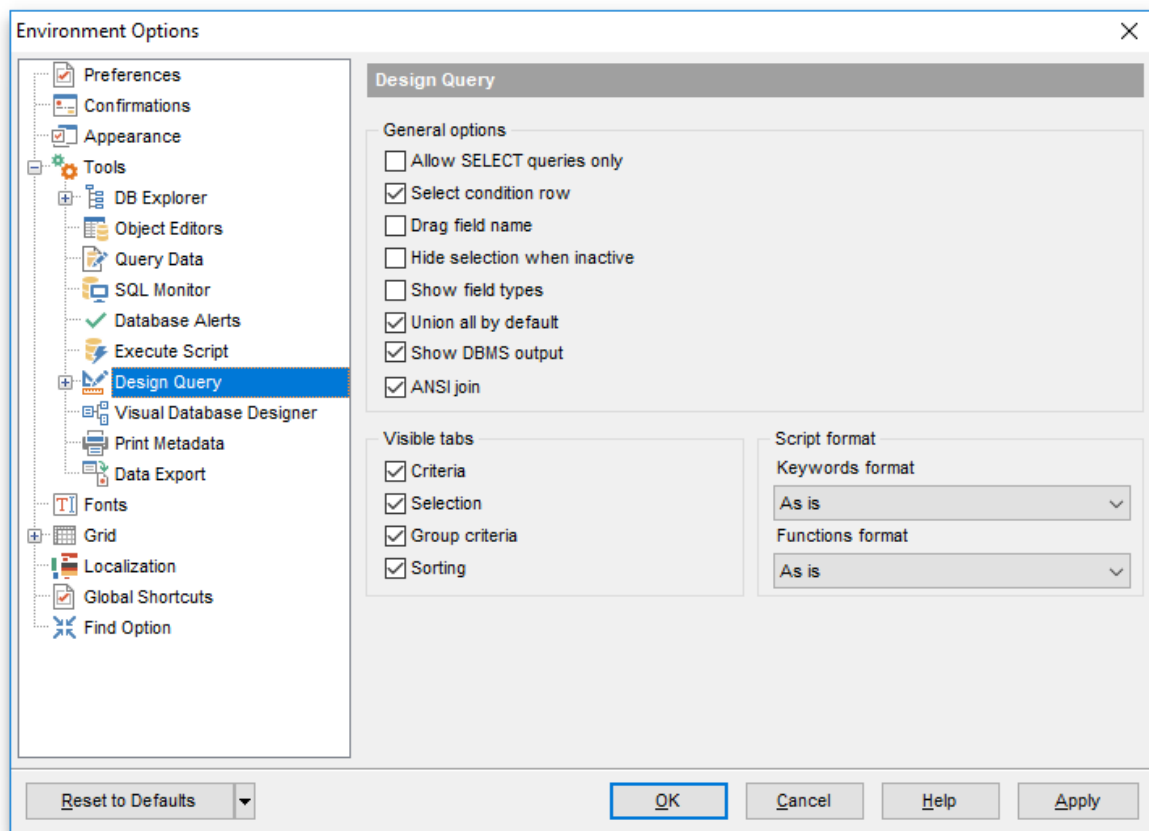 Environment Options
Preferences
Confirmations
Appearance
Tools
DB Explorer
Object Editors
Query Data
SQL Monitor
Database Alerts
Execute Script
Design Query
Visual Database Designer
Print Metadata
Data Export
Fonts
Grid
Localization
Global Shortcuts
Find Option
Design Query
General options
Allow SELECT queries only
Select condition row
Drag field name
Hide selection when inactive
Show field types
Union all by default
Show DBMS output
ANSI join
Visible tabs
Criteria
Selection
Group criteria
Sorting
Script format
Keywords format
As is
Functions format
As is
Reset to Defaults
OK
Cancel
Help
Apply